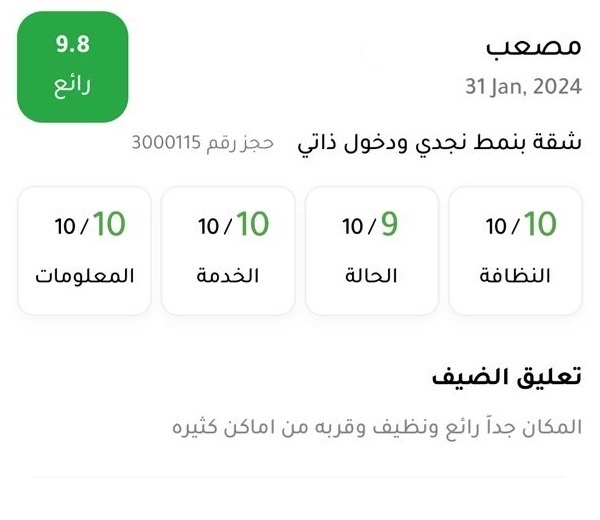 مصعب
9.8
رائع
31 Jan, 2024
شقة بنمط نجدي ودخول ذاتي حجز رقم 3000115
10/10 9/10 10/10 10/10
النظافة الحالة الخدمة المعلومات
تعليق الضيف
المكان جداَ رائع ونظيف وقربه من اماكن كثيره